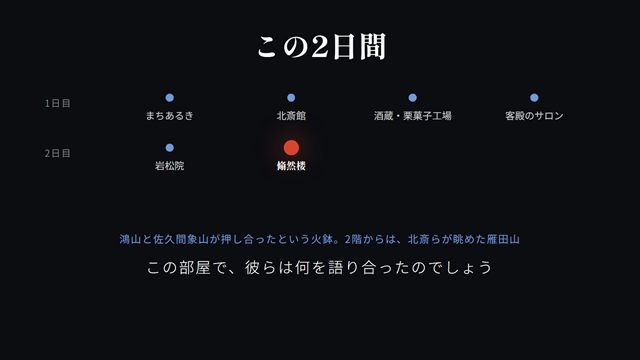 この2日間
1日目
まちあるき
北斎館
酒蔵・栗菓子工場
客殿のサロン
2日目
岩松院
翛然楼
鴻山と佐久間象山が押し合ったという火鉢。2階からは、北斎らが眺めた雁田山
この部屋で、彼らは何を語り合ったのでしょう